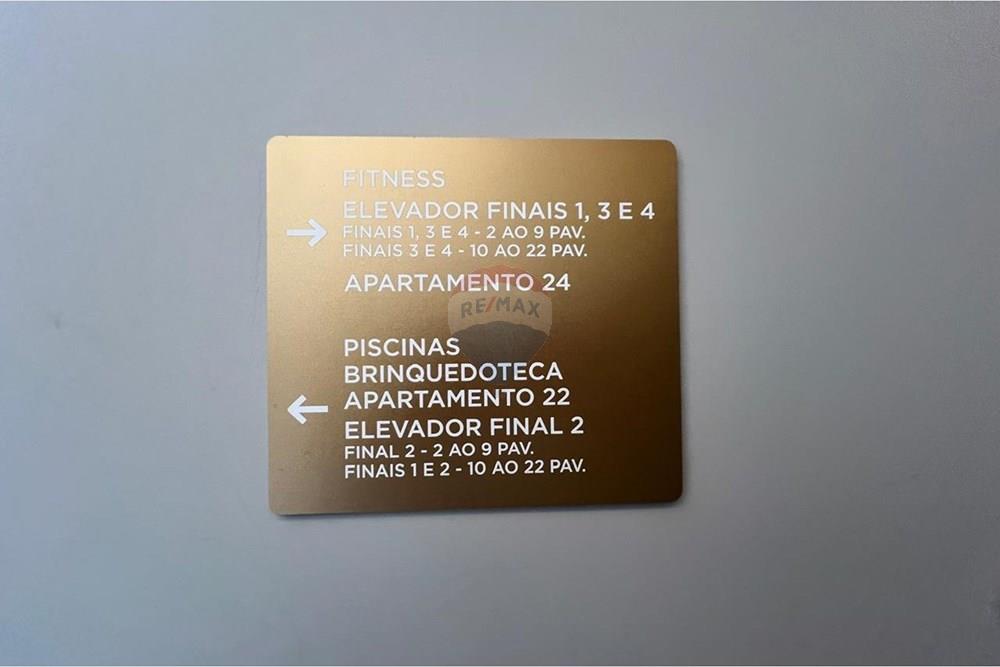 FITNESS
ELEVADOR FINAIS 1, 3 E 4
FINAIS 1, 3 E 4 - 2 AO 9 PAV.
FINAIS 3 E 4 - 10 AO 22 PAV.
APARTAMENTO 24
RE/MAX
PISCINAS
BRINQUEDOTECA
APARTAMENTO 22
ELEVADOR FINAL 2
FINAL 2 - 2 AO 9 PAV.
FINAIS 1 E 2 - 10 AO 22 PAV.